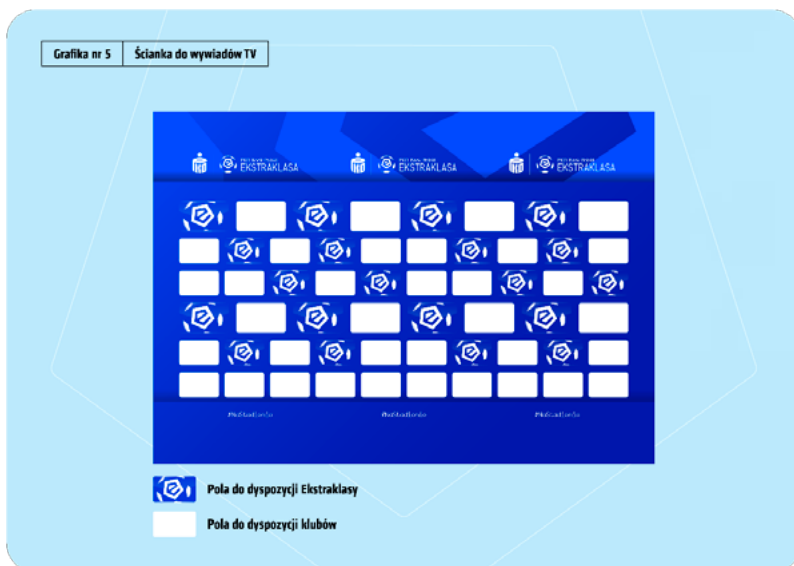 Grafika nr 5 Ścianka do wywiadów TV
EKSTRAKLASA EKSTRAKLASA EKSTRAKLASA
Pola do dyspozycji Ekstraklasy
Pola do dyspozycji klubów